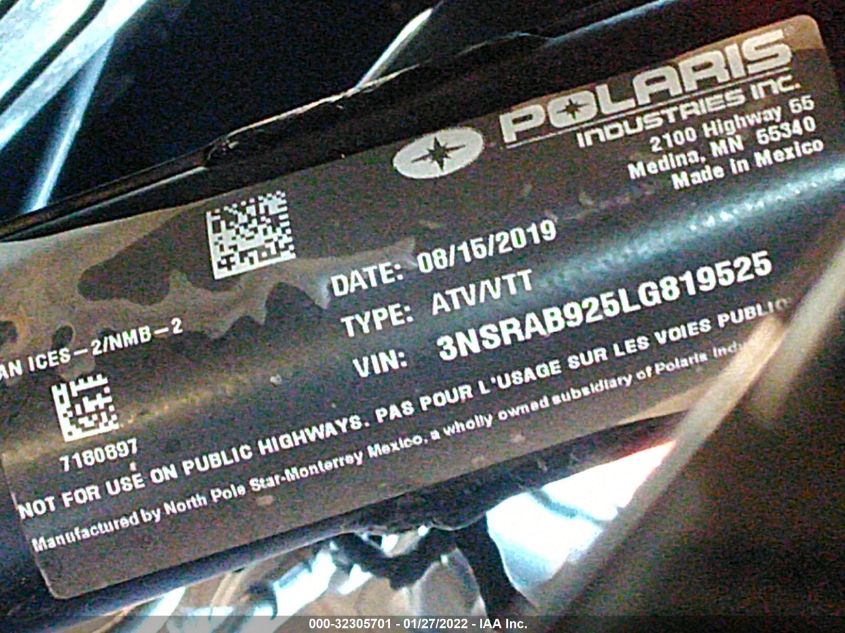 POLARIS
INDUSTRIES INC.
2100 Highway 55
Medina, MN 55340
Made in Mexico
DATE: 08/15/2019
TYPE: ATV/VTT
VIN: 3NSRAB925LG819525
AN ICES-2/NMB-2
7180897
NOT FOR USE ON PUBLIC HIGHWAYS. PAS POUR L'USAGE SUR LES VOIES PUBLIC
Manufactured by North Pole Star-Monterrey Mexico, a wholly owned subsidiary of Polaris Indu
000-32305701 - 01/27/2022 - IAA Inc.